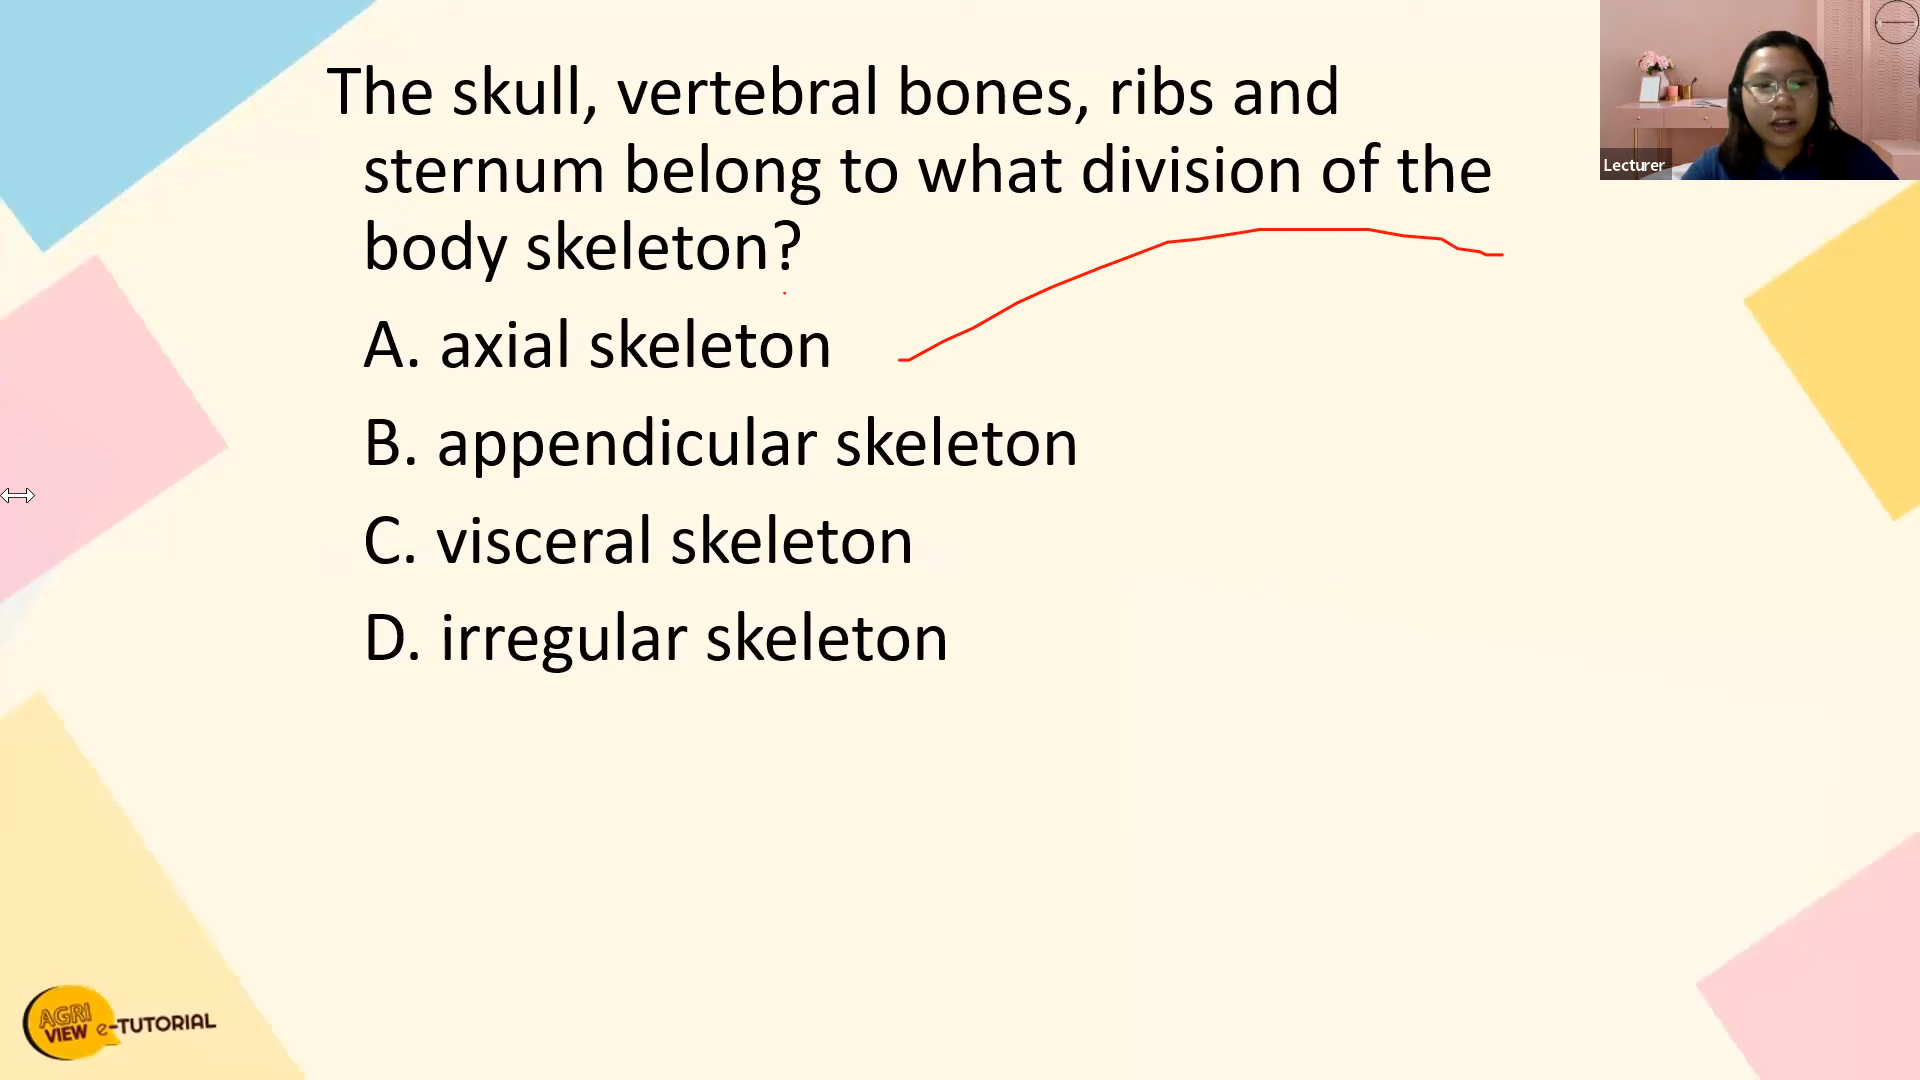 The skull, vertebral bones, ribs and
sternum belong to what division of the
body skeleton?
A. axial skeleton
B. appendicular skeleton
C. visceral skeleton
D. irregular skeleton
Lecturer
AGRI
VIEW e-TUTORIAL